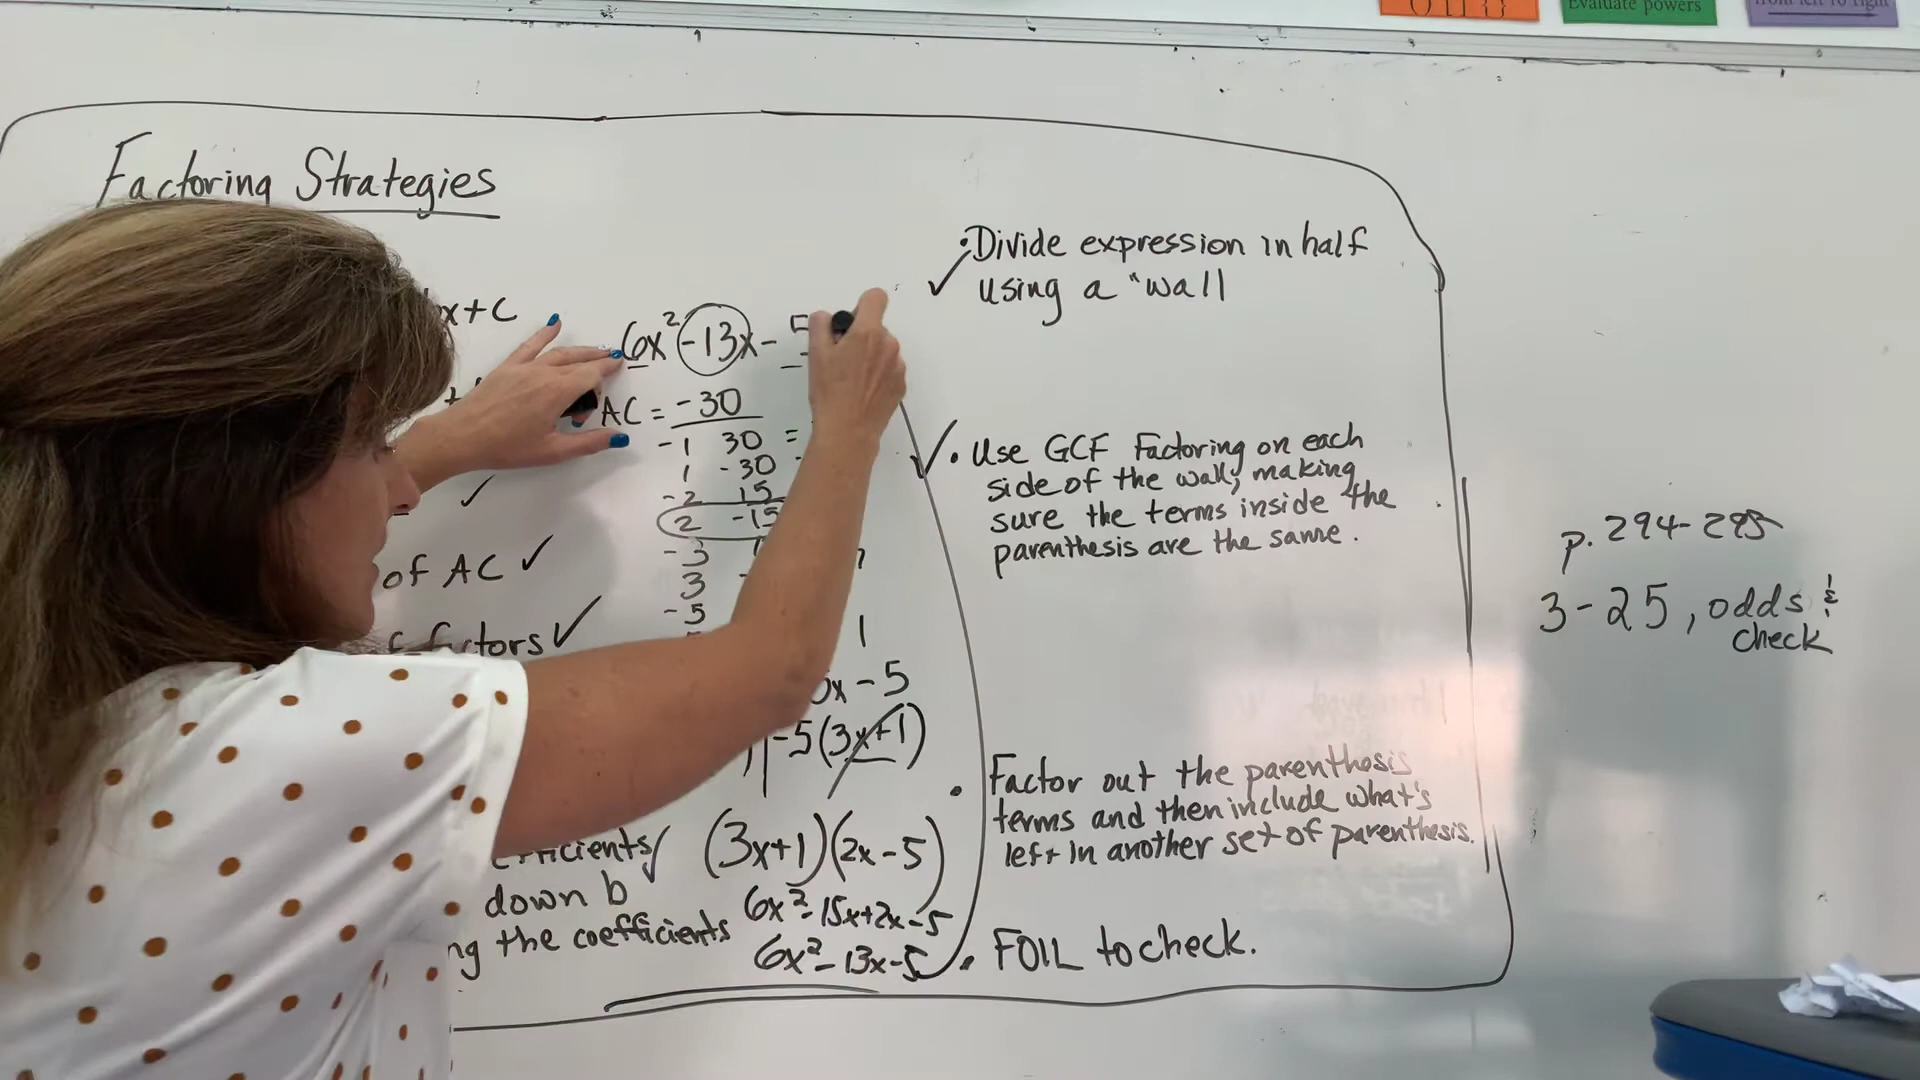 Evaluate powers
from left to right
Factoring Strategies
x+C
6x² -13x - 5
AC = -30
-1 30 =
1 -30
-2 15
2 -15
-3
3
-5
1
of AC ✓
factors ✓
x - 5
-5(3x+1)
(3x+1)(2x-5)
6x² - 15x + 2x - 5
6x² - 13x - 5
down b
ng the coefficients
• Divide expression in half
✓ using a "wall
✓ • Use GCF Factoring on each
side of the wall, making
sure the terms inside the
parenthesis are the same.
• Factor out the parenthesis
terms and then include what's
left in another set of parenthesis.
• FOIL to check.
p. 294-295
3-25, odds &
check